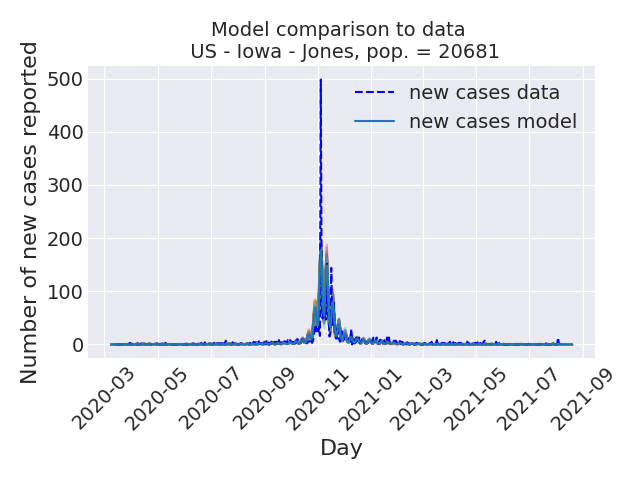 Model comparison to data
US - Iowa - Jones, pop. = 20681
new cases data
new cases model
Number of new cases reported
500
400
300
200
100
0
2020-03
2020-05
2020-07
2020-09
2020-11
2021-01
2021-03
2021-05
2021-07
2021-09
Day